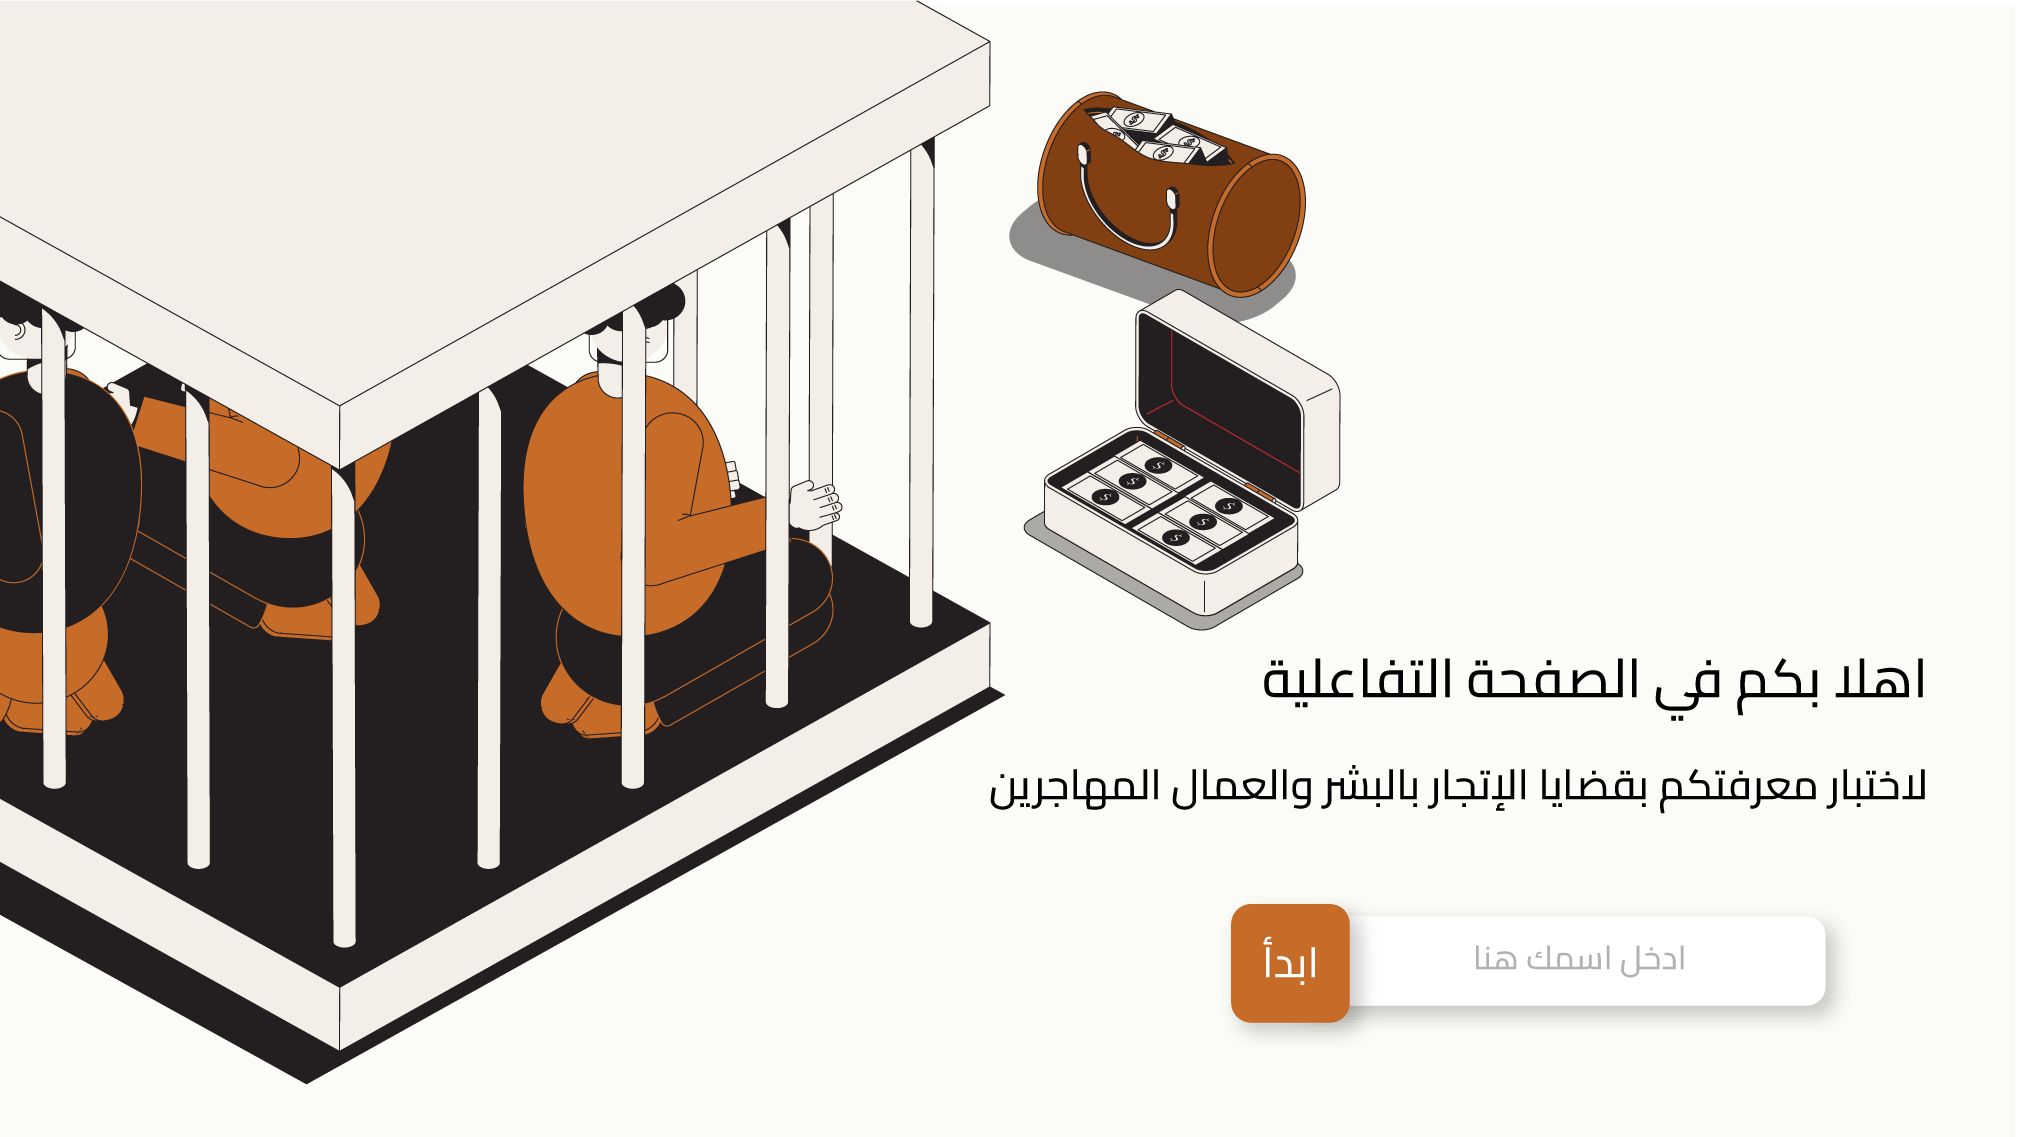 اهلا بكم في الصفحة التفاعلية
لاختبار معرفتكم بقضايا الإتجار بالبشر والعمال المهاجرين
ادخل اسمك هنا
ابدأ